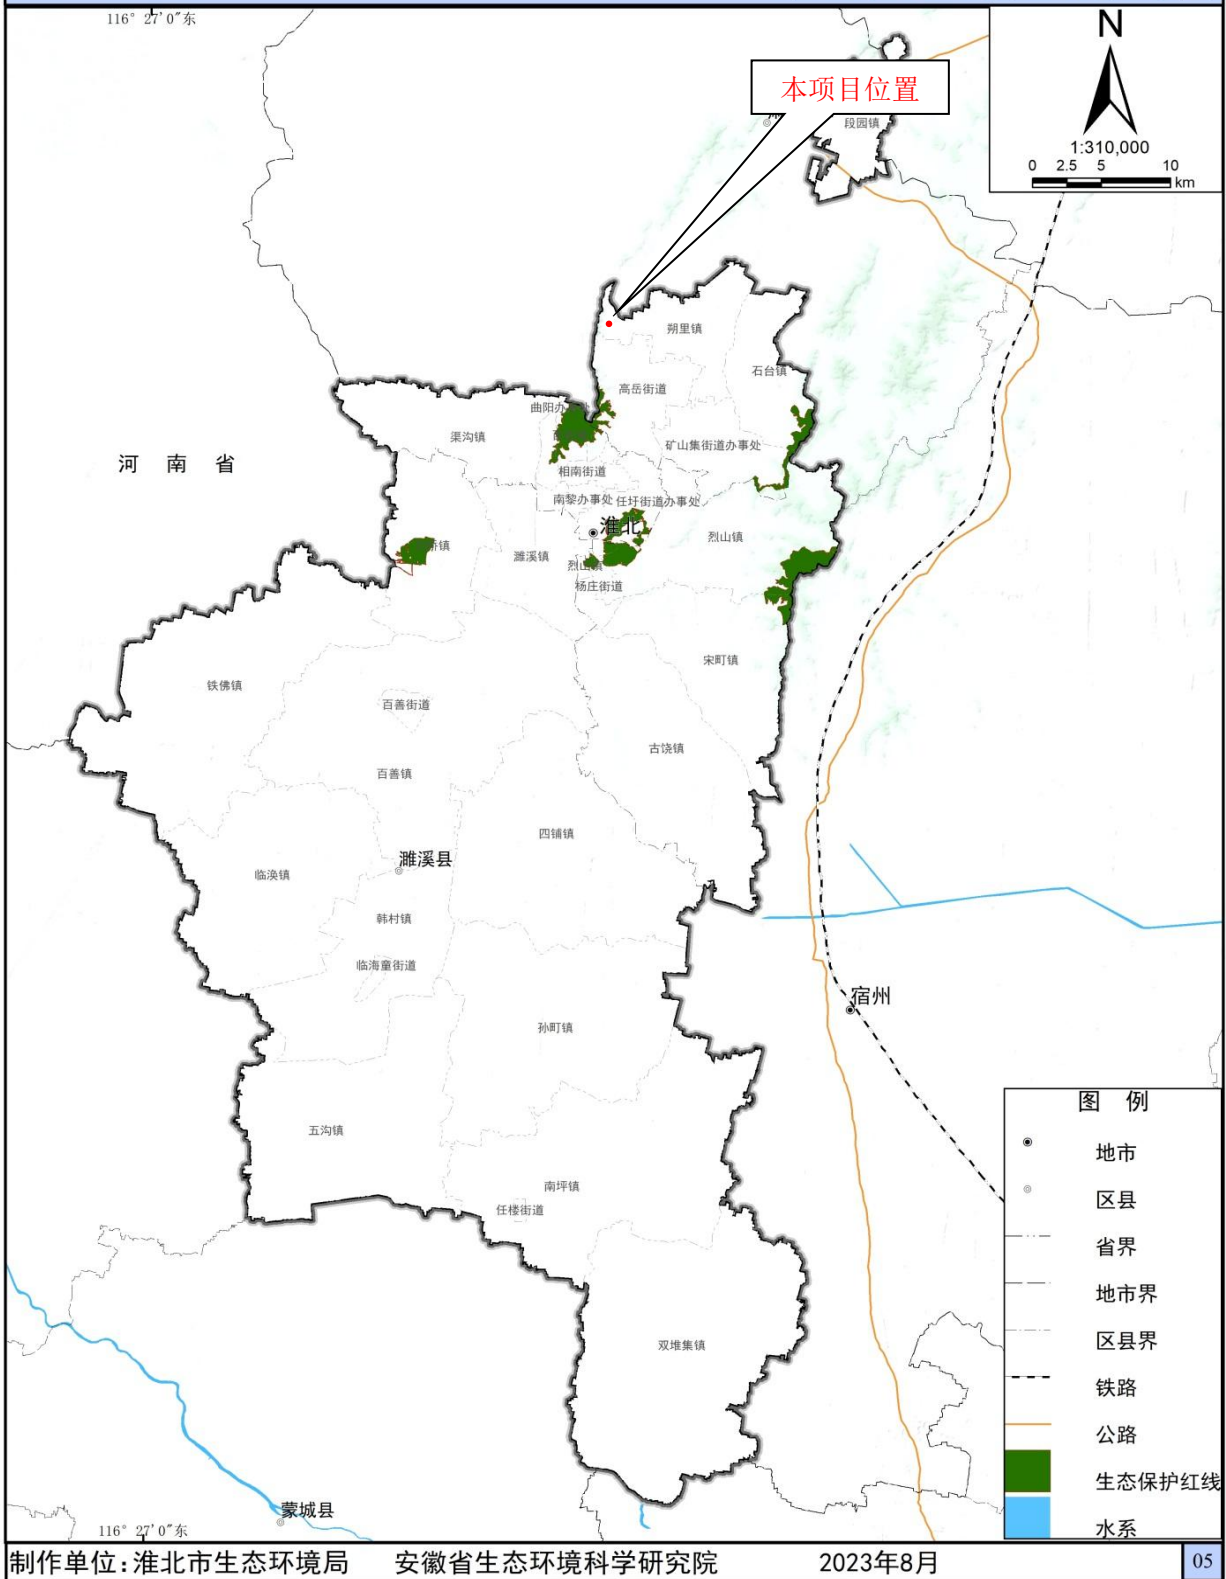 116° 27′0″东
N
1:310,000
0 2.5 5 10
km
本项目位置
段园镇
朔里镇
石台镇
高岳街道
曲阳办
渠沟镇
矿山集街道办事处
河 南 省
相南街道
南黎办事处
任圩街道办事处
淮北
桥镇
濉溪镇
烈山镇
烈山镇
杨庄街道
宋町镇
铁佛镇
百善街道
古饶镇
百善镇
四铺镇
濉溪县
临涣镇
韩村镇
临海童街道
宿州
孙町镇
五沟镇
南坪镇
任楼街道
双堆集镇
蒙城县
116° 27′0″东
图 例
地市
区县
省界
地市界
区县界
铁路
公路
生态保护红线
水系
制作单位:淮北市生态环境局 安徽省生态环境科学研究院 2023年8月
05